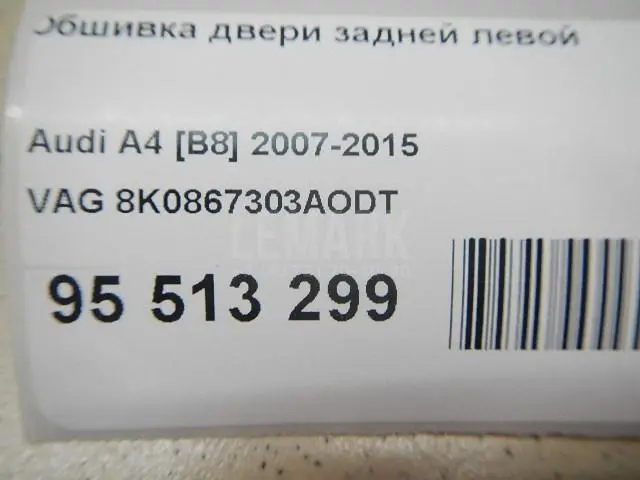 Обшивка двери задней левой
Audi A4 [B8] 2007-2015
VAG 8K0867303AODT
LEMARK
95 513 299